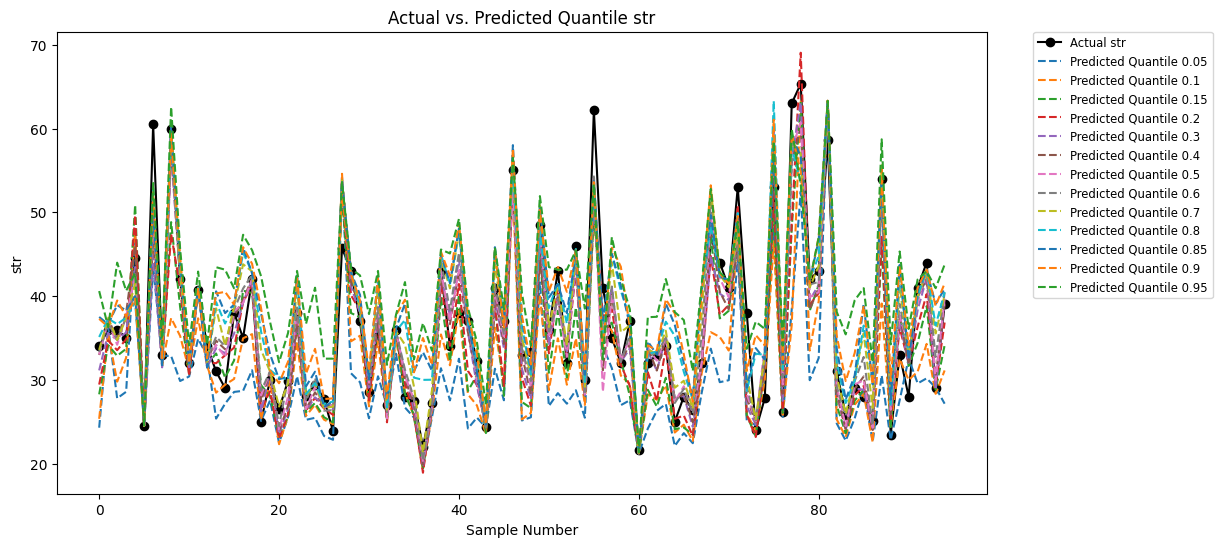 Actual vs. Predicted Quantile str
70
60
50
40
30
20
str
0
20
40
60
80
Sample Number
Actual str
Predicted Quantile 0.05
Predicted Quantile 0.1
Predicted Quantile 0.15
Predicted Quantile 0.2
Predicted Quantile 0.3
Predicted Quantile 0.4
Predicted Quantile 0.5
Predicted Quantile 0.6
Predicted Quantile 0.7
Predicted Quantile 0.8
Predicted Quantile 0.85
Predicted Quantile 0.9
Predicted Quantile 0.95